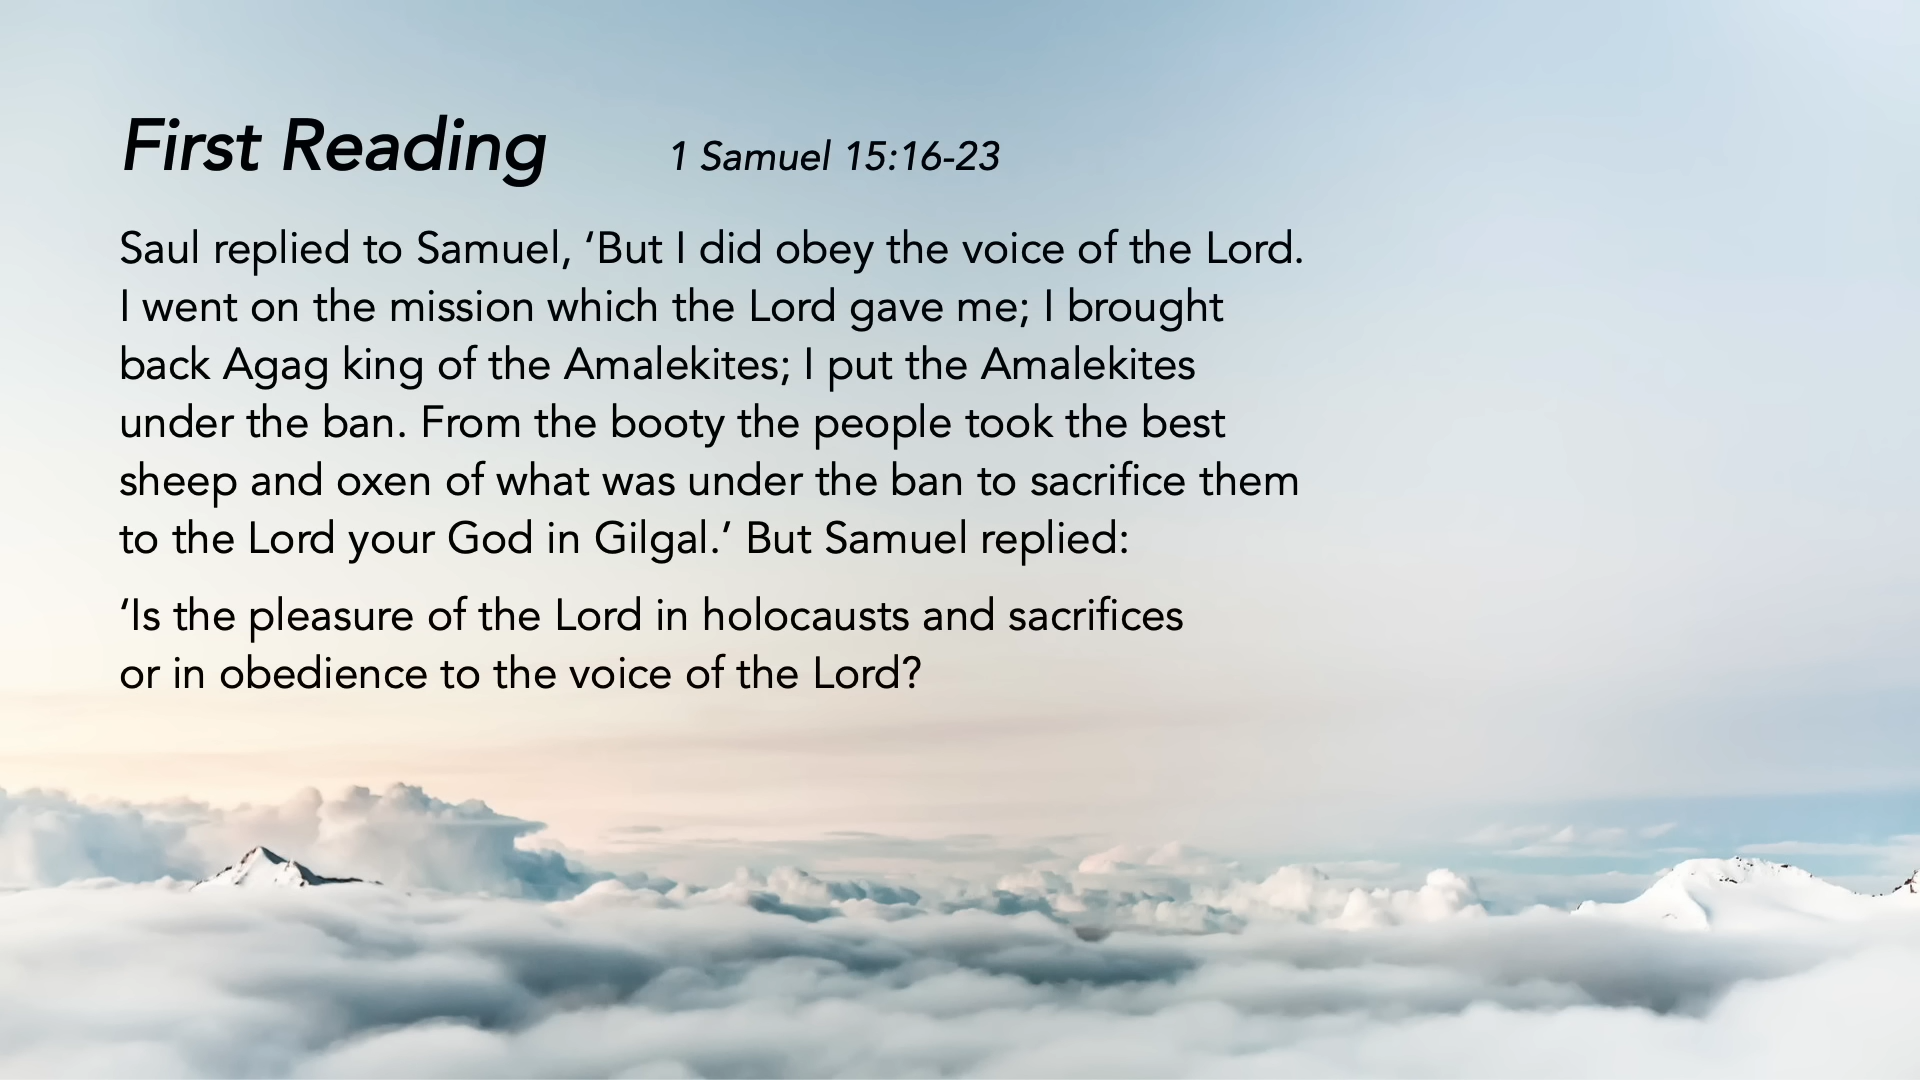 First Reading 1 Samuel 15:16-23
Saul replied to Samuel, ‘But I did obey the voice of the Lord.
I went on the mission which the Lord gave me; I brought
back Agag king of the Amalekites; I put the Amalekites
under the ban. From the booty the people took the best
sheep and oxen of what was under the ban to sacrifice them
to the Lord your God in Gilgal.’ But Samuel replied:
‘Is the pleasure of the Lord in holocausts and sacrifices
or in obedience to the voice of the Lord?